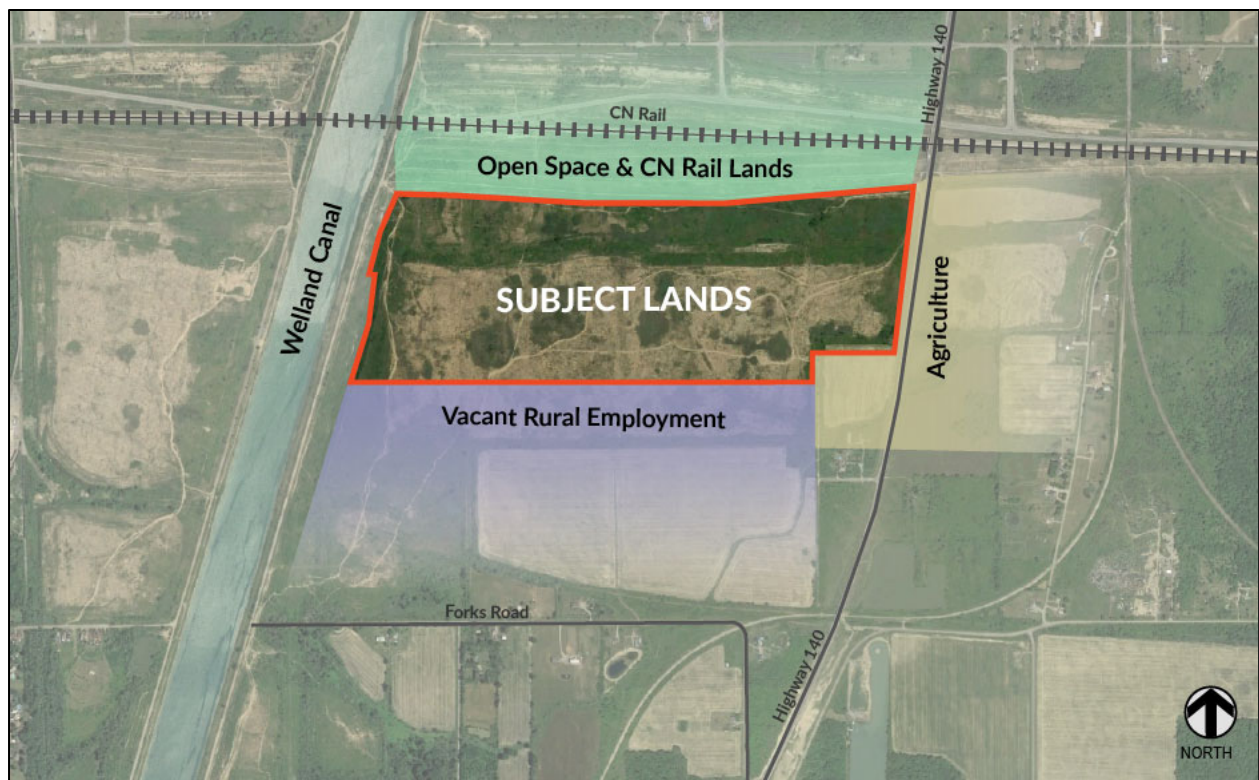 Highway 140
CN Rail
Open Space & CN Rail Lands
Welland Canal
SUBJECT LANDS
Agriculture
Vacant Rural Employment
Forks Road
Highway 140
NORTH